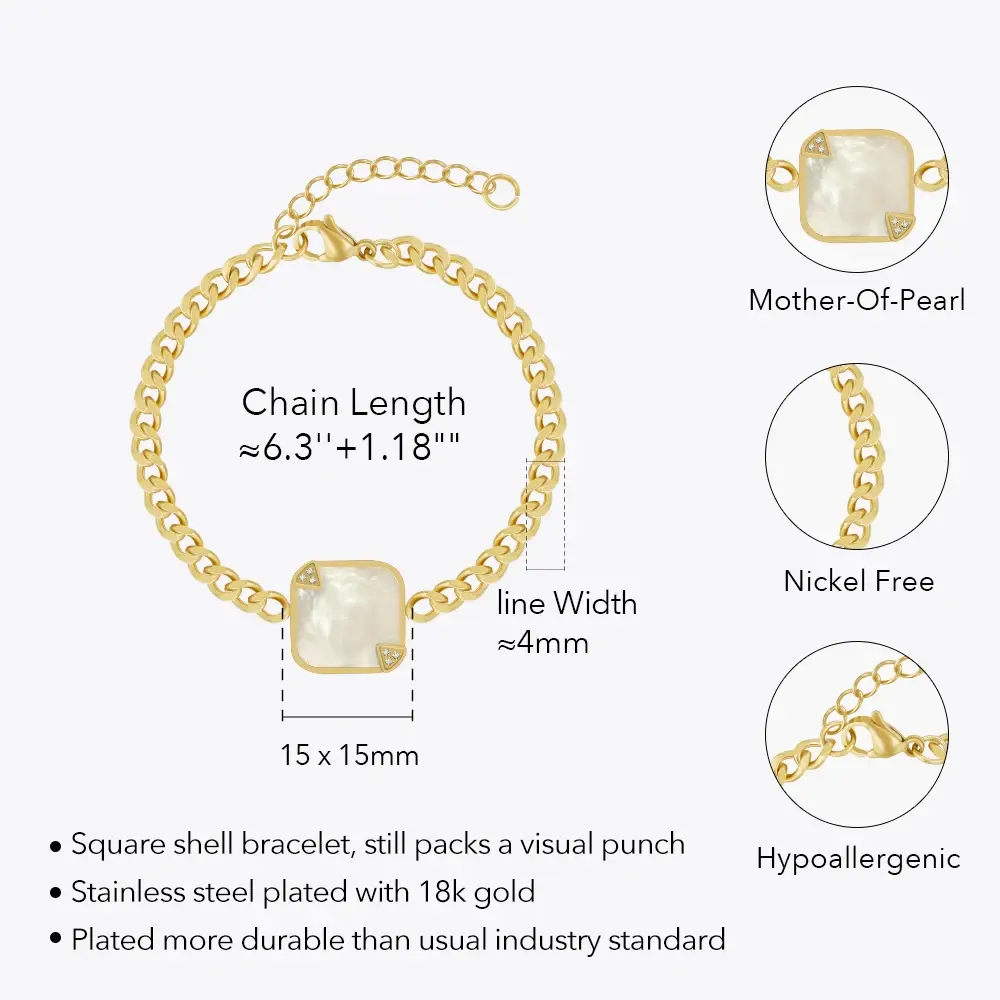 Mother-Of-Pearl
Chain Length
≈6.3''+1.18""
Nickel Free
line Width
≈4mm
15 x 15mm
Hypoallergenic
• Square shell bracelet, still packs a visual punch
• Stainless steel plated with 18k gold
• Plated more durable than usual industry standard